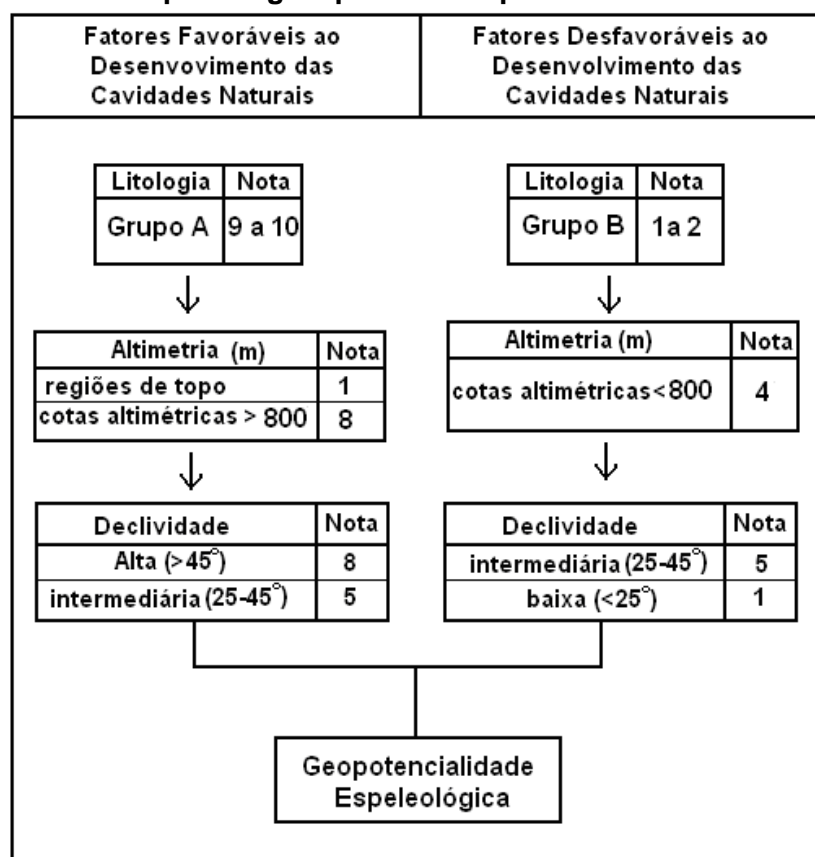 Fatores Favoráveis ao
Desenvovimento das
Cavidades Naturais
Fatores Desfavoráveis ao
Desenvolvimento das
Cavidades Naturais
Litologia Nota
Grupo A 9 a 10
Altimetria (m) Nota
regiões de topo 1
cotas altimétricas > 800 8
Declividade Nota
Alta (>45°) 8
intermediária (25-45°) 5
Litologia Nota
Grupo B 1a 2
Altimetria (m) Nota
cotas altimétricas<800 4
Declividade Nota
intermediária (25-45°) 5
baixa (<25°) 1
Geopotencialidade
Espeleológica